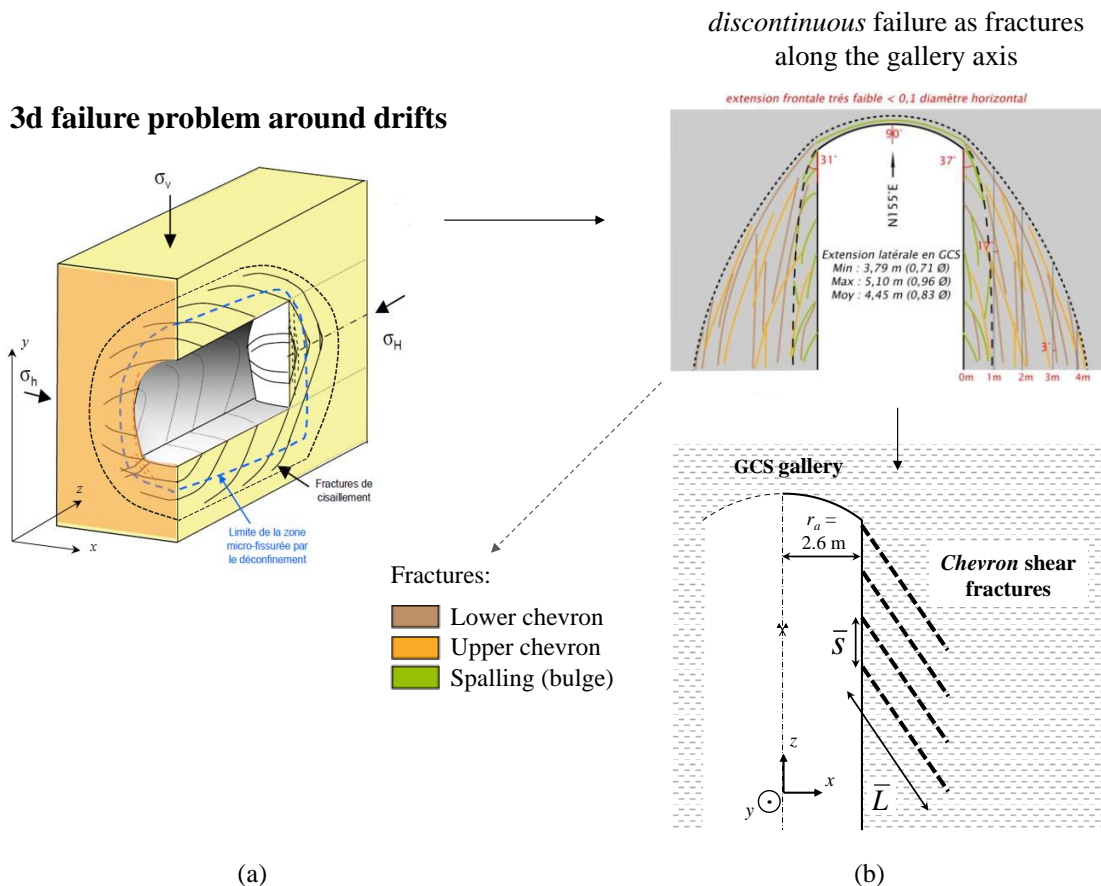 discontinuous failure as fractures
along the gallery axis
3d failure problem around drifts
σv
σH
σh
y
z
x
Fractures de
cisaillement
Limite de la zone
micro-fissurée par
le déconfinement
extension frontale trés faible < 0,1 diamètre horizontal
90°
31°
37°
N155°E
17°
Extension latérale en GCS
Min : 3,79 m (0,71 Ø)
Max : 5,10 m (0,96 Ø)
Moy : 4,45 m (0,83 Ø)
3°
0m 1m 2m 3m 4m
Fractures:
Lower chevron
Upper chevron
Spalling (bulge)
GCS gallery
ra =
2.6 m
Chevron shear
fractures
s̅
z
x
y
L̅
(a)
(b)